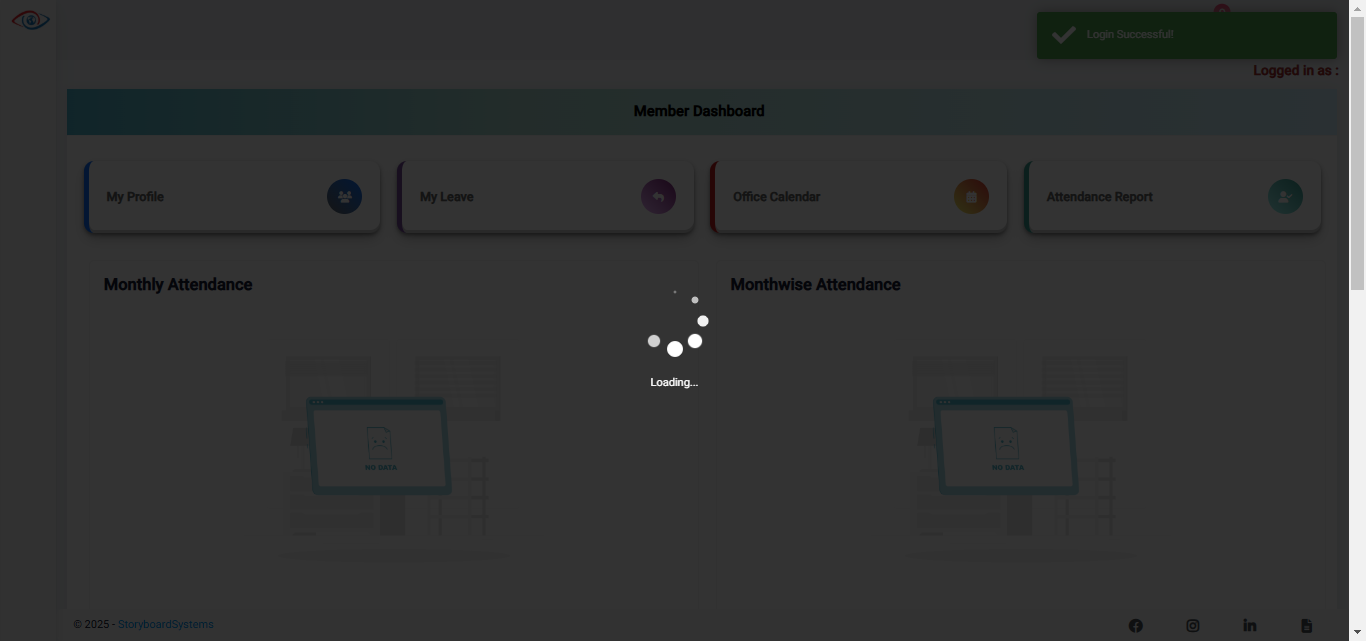 Login Successful!
Logged in as :
Member Dashboard
My Profile
My Leave
Office Calendar
Attendance Report
Monthly Attendance
Monthwise Attendance
Loading...
NO DATA
NO DATA
© 2025 - StoryboardSystems